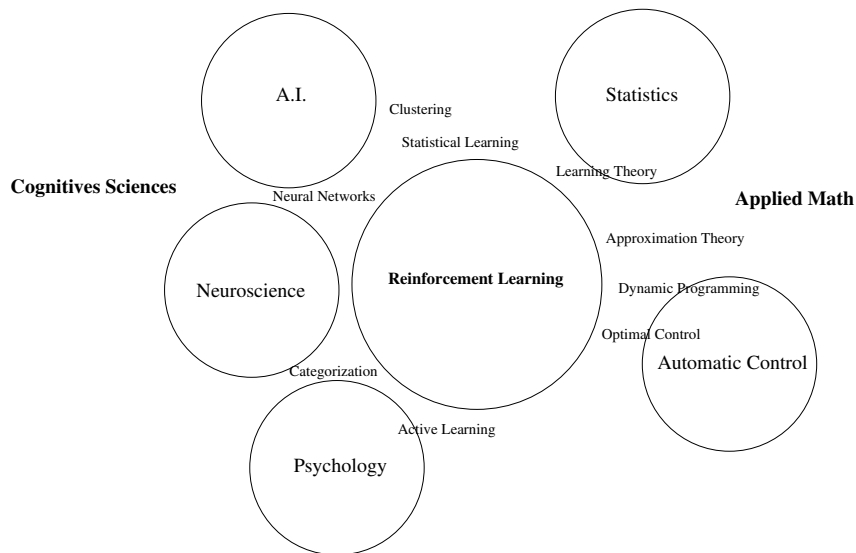 A.I.
Statistics
Clustering
Statistical Learning
Learning Theory
Cognitives Sciences
Neural Networks
Applied Math
Approximation Theory
Reinforcement Learning
Neuroscience
Dynamic Programming
Optimal Control
Automatic Control
Categorization
Active Learning
Psychology